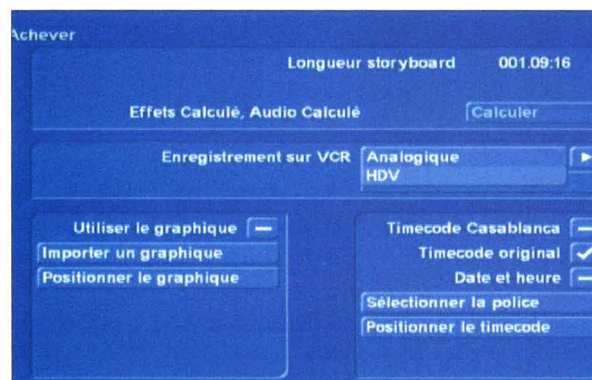 Achever
Longueur storyboard 001.09:16
Effets Calculé, Audio Calculé Calculer
Enregistrement sur VCR Analogique
HDV
Utiliser le graphique
Importer un graphique
Positionner le graphique
Timecode Casablanca
Timecode original
Date et heure
Sélectionner la police
Positionner le timecode